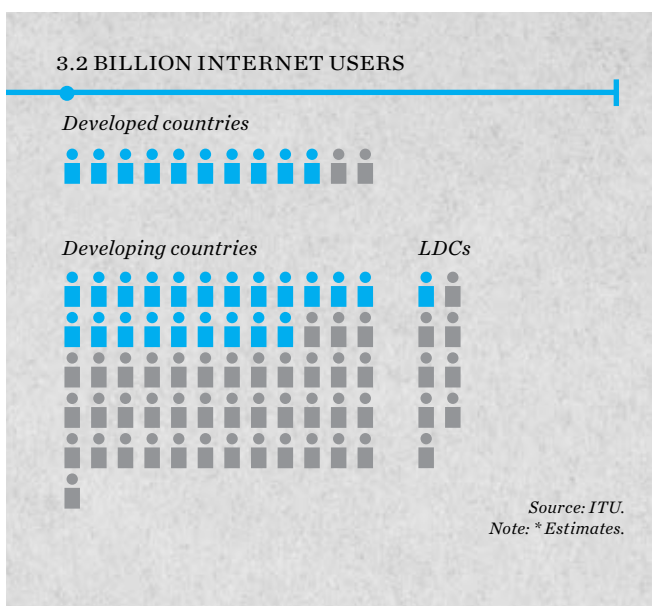 3.2 BILLION INTERNET USERS
Developed countries
Developing countries
LDCs
Source: ITU.
Note: * Estimates.